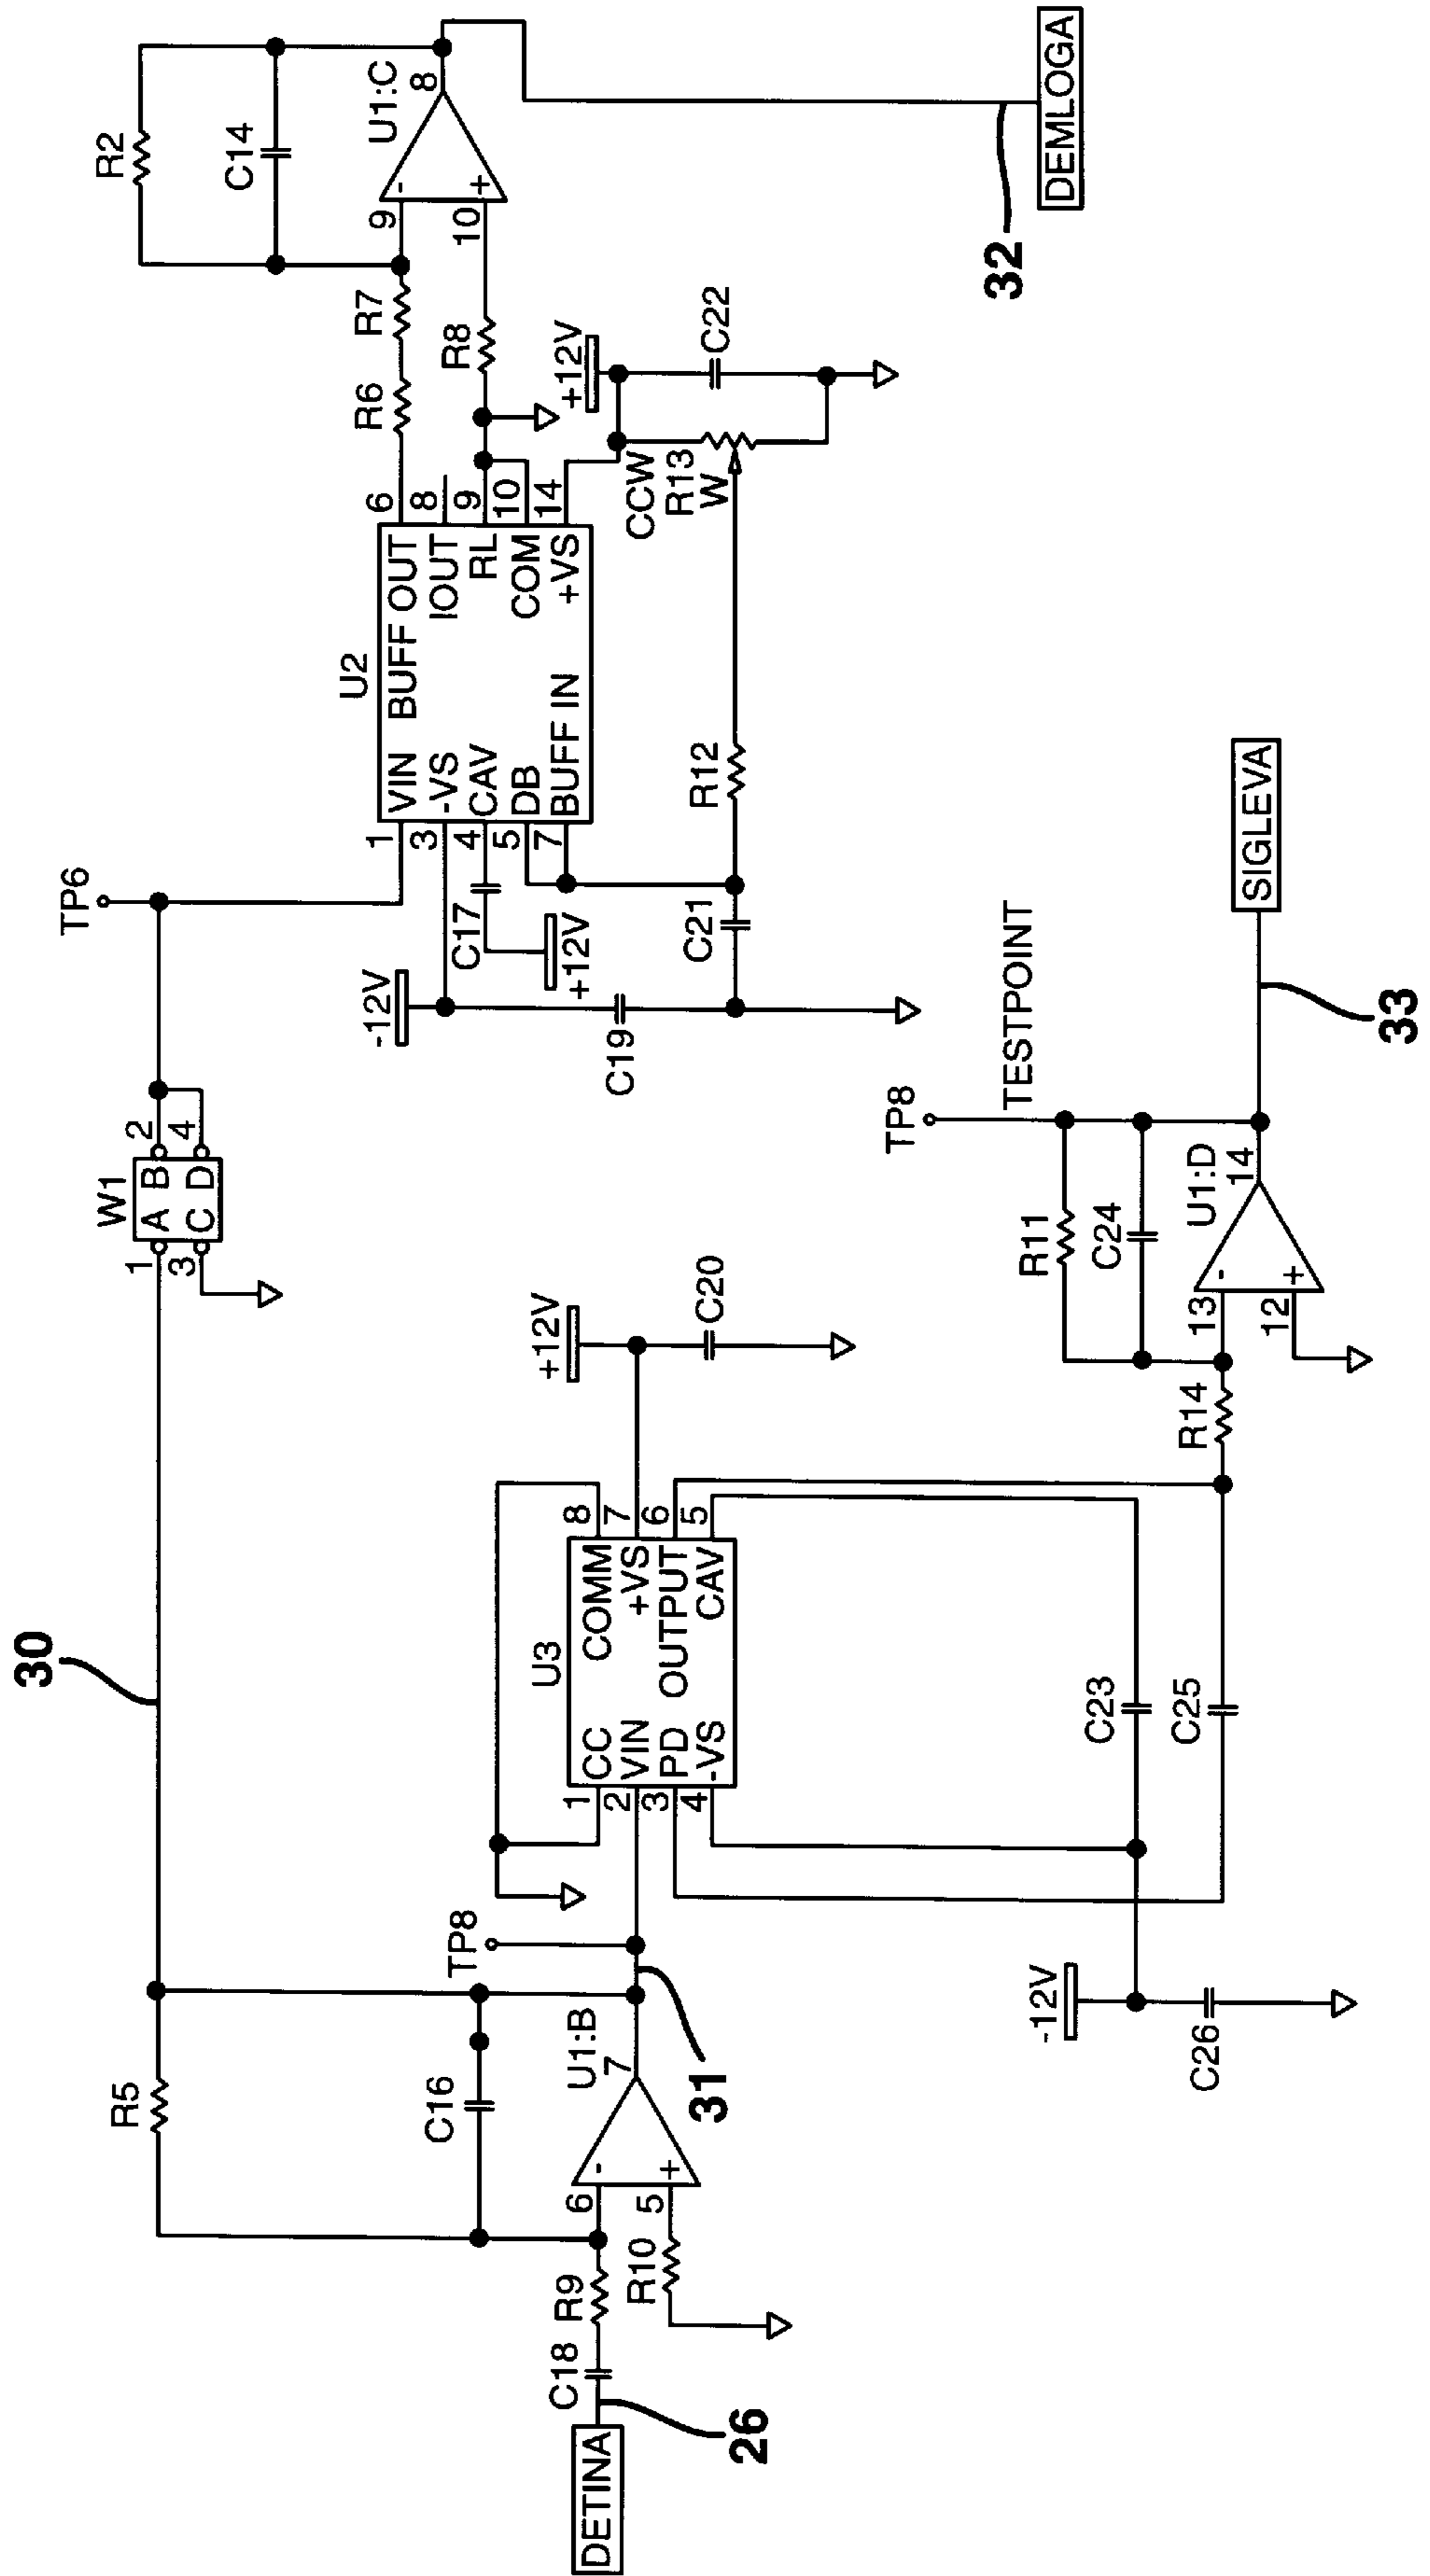 R2
C14
U1:C
8
9
-
10
+
R7
R6
R8
DEMLOGA
32
+12V
C22
CCW
R13
W
U2
6
8
9
10
14
BUFF OUT
IOUT
RL
COM
+VS
VIN
-VS
CAV
DB
BUFF IN
1
3
4
5
7
R12
TP6
C17
+12V
C21
-12V
C19
W1
2
4
A B
C D
1
3
30
SIGLEVA
33
TESTPOINT
TP8
R11
C24
U1:D
14
13
-
12
+
R14
+12V
C20
U3
8
7
6
5
COMM
+VS
OUTPUT
CAV
CC
VIN
PD
-VS
1
2
3
4
C23
C25
-12V
C26
TP8
31
R5
C16
U1:B
7
6
-
5
+
R9
R10
C18
26
DETINA